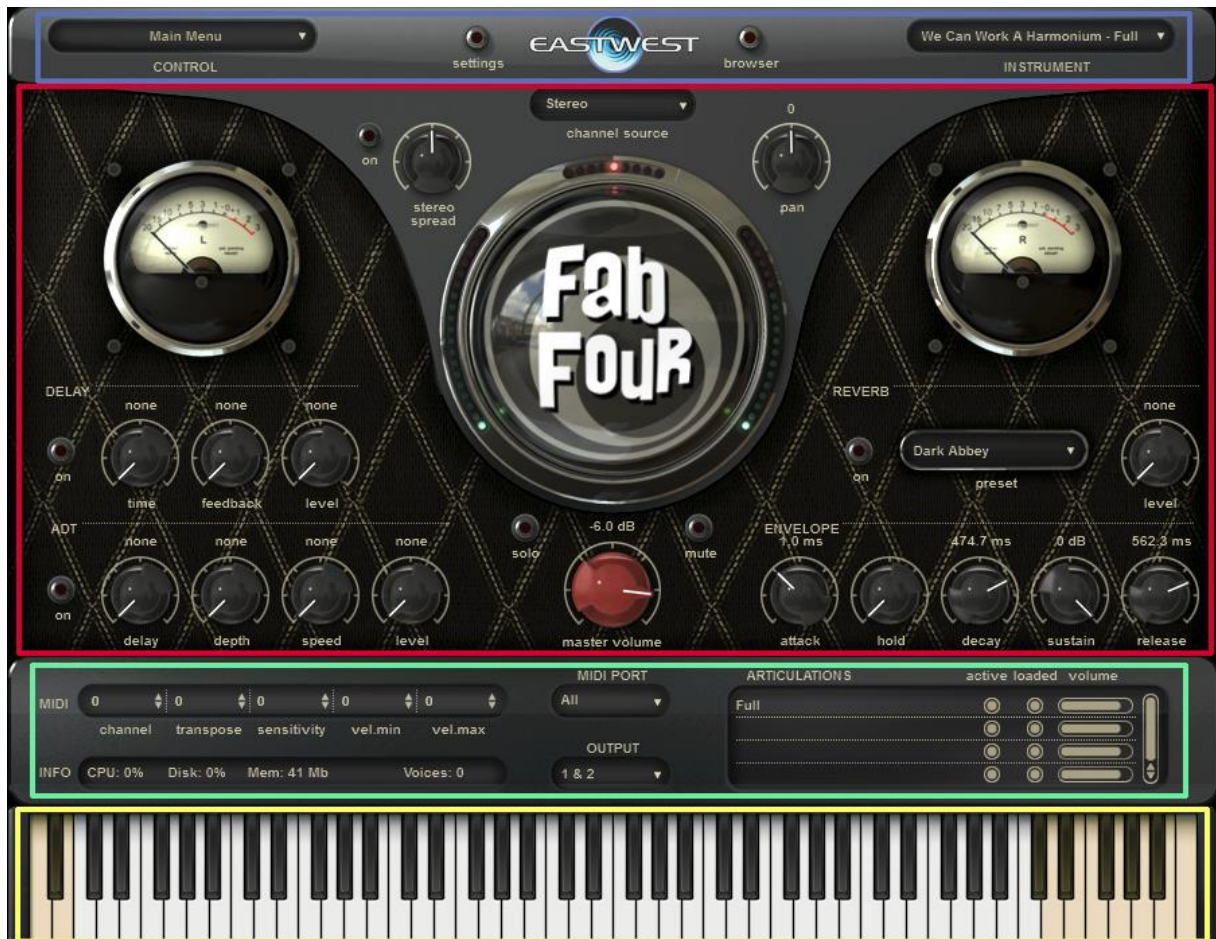 Main Menu
CONTROL
settings
EASTWEST
browser
We Can Work A Harmonium - Full
INSTRUMENT
Stereo
channel source
on
stereo
spread
0
pan
L
R
Fab
Four
DELAY
none none none
on
time feedback level
REVERB
none
on
Dark Abbey
preset
level
ADT
none none none none
on
delay depth speed level
solo
-6.0 dB
mute
master volume
ENVELOPE
1.0 ms 474.7 ms .0 dB 562.3 ms
attack hold decay sustain release
MIDI
0 0 0 0 0
channel transpose sensitivity vel.min vel.max
INFO
CPU: 0% Disk: 0% Mem: 41 Mb Voices: 0
MIDI PORT
All
OUTPUT
1 & 2
ARTICULATIONS active loaded volume
Full